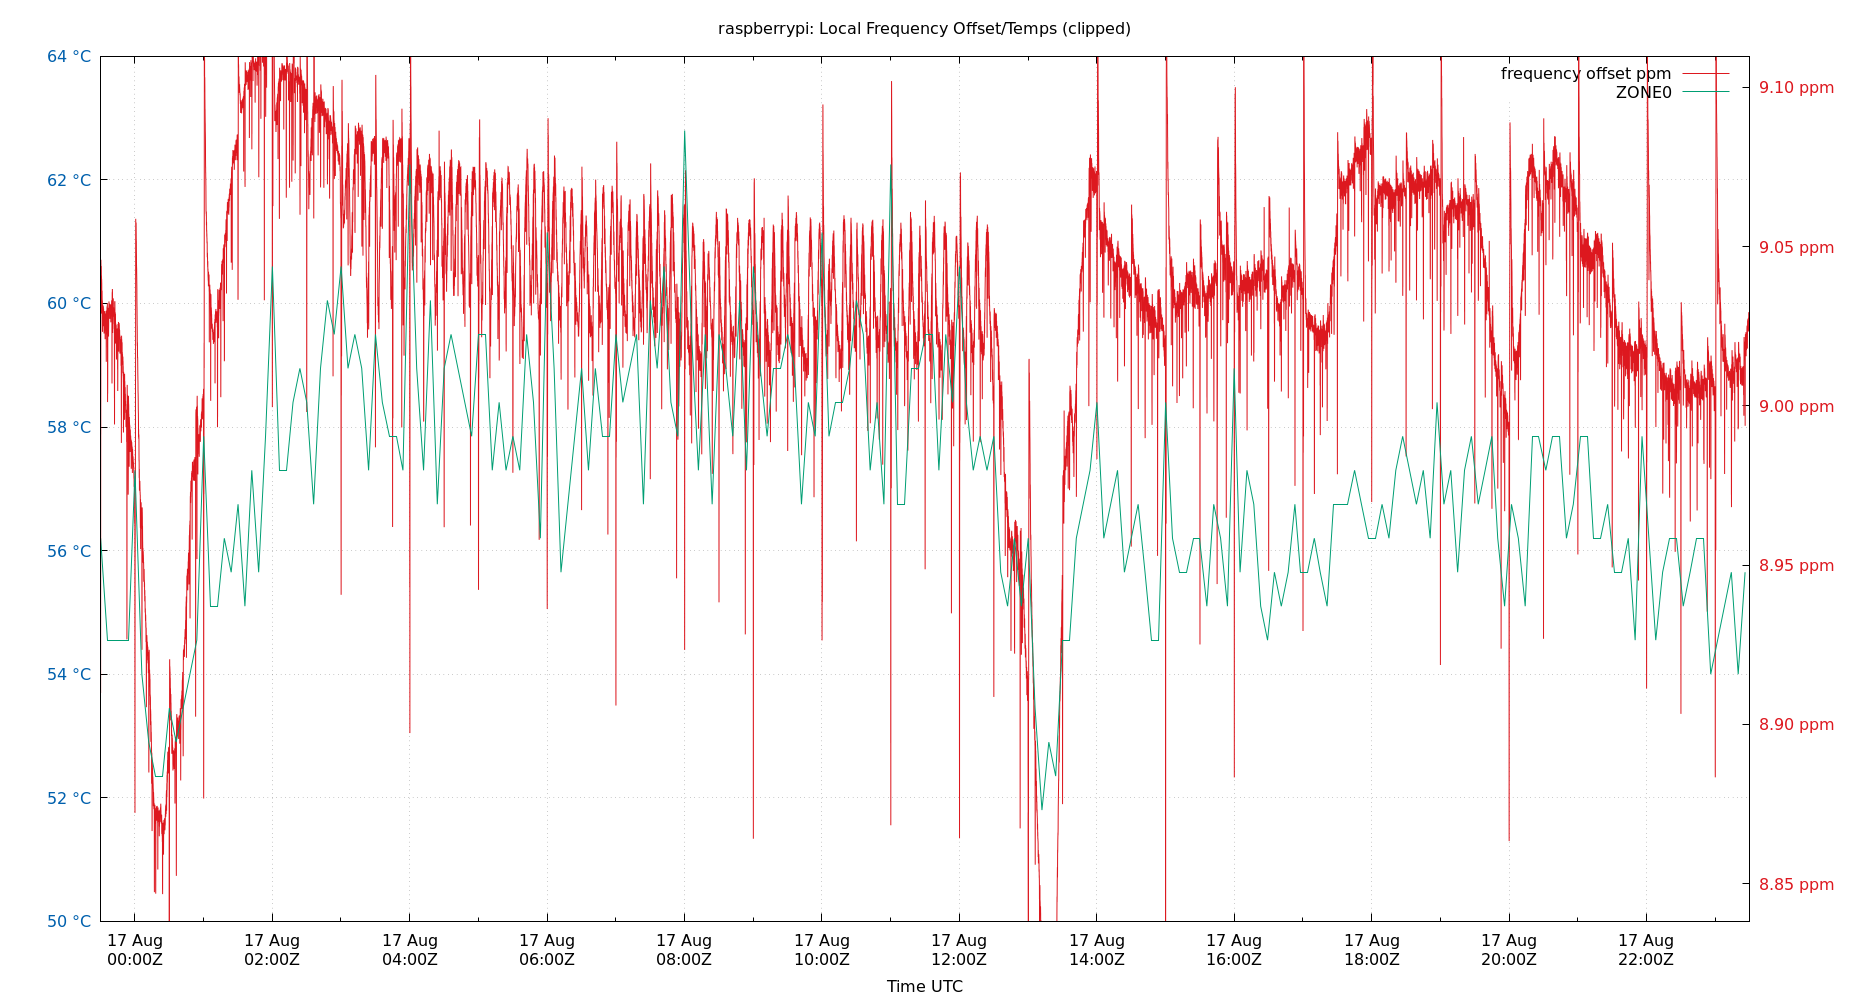 raspberrypi: Local Frequency Offset/Temps (clipped)
64 °C
62 °C
60 °C
58 °C
56 °C
54 °C
52 °C
50 °C
frequency offset ppm
ZONE0
9.10 ppm
9.05 ppm
9.00 ppm
8.95 ppm
8.90 ppm
8.85 ppm
17 Aug 17 Aug 17 Aug 17 Aug 17 Aug 17 Aug 17 Aug 17 Aug 17 Aug 17 Aug 17 Aug 17 Aug
00:00Z 02:00Z 04:00Z 06:00Z 08:00Z 10:00Z 12:00Z 14:00Z 16:00Z 18:00Z 20:00Z 22:00Z
Time UTC